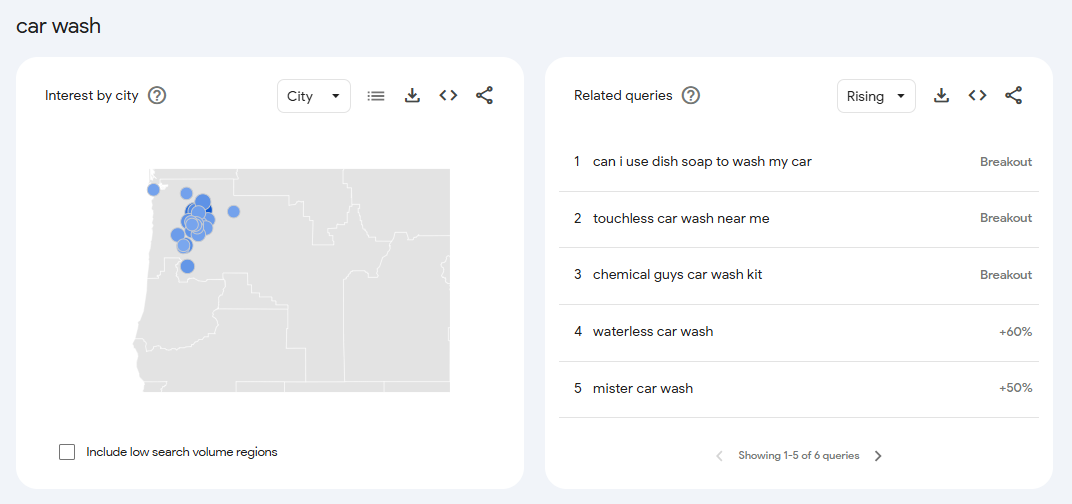 car wash
Interest by city
City
Include low search volume regions
Related queries
Rising
1 can i use dish soap to wash my car Breakout
2 touchless car wash near me Breakout
3 chemical guys car wash kit Breakout
4 waterless car wash +60%
5 mister car wash +50%
Showing 1-5 of 6 queries